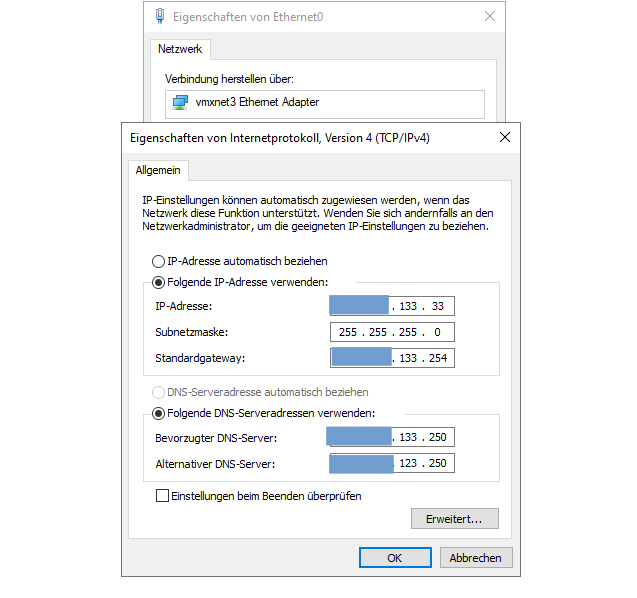 Eigenschaften von Ethernet0
Netzwerk
Verbindung herstellen über:
vmxnet3 Ethernet Adapter
Eigenschaften von Internetprotokoll, Version 4 (TCP/IPv4)
Allgemein
IP-Einstellungen können automatisch zugewiesen werden, wenn das
Netzwerk diese Funktion unterstützt. Wenden Sie sich andernfalls an den
Netzwerkadministrator, um die geeigneten IP-Einstellungen zu beziehen.
IP-Adresse automatisch beziehen
Folgende IP-Adresse verwenden:
IP-Adresse: . 133 . 33
Subnetzmaske: 255 . 255 . 255 . 0
Standardgateway: . 133 . 254
DNS-Serveradresse automatisch beziehen
Folgende DNS-Serveradressen verwenden:
Bevorzugter DNS-Server: . 133 . 250
Alternativer DNS-Server: . 123 . 250
Einstellungen beim Beenden überprüfen
Erweitert...
OK Abbrechen